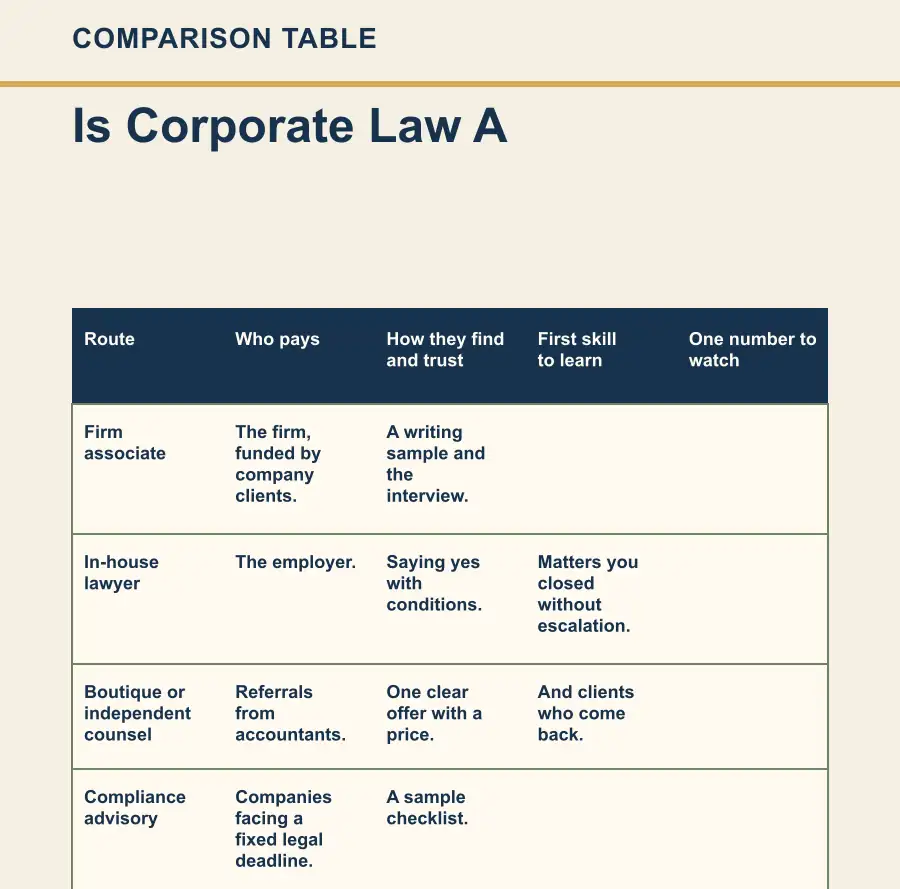 COMPARISON TABLE
Is Corporate Law A
Route
Who pays
How they find
and trust
First skill
to learn
One number to
watch
Firm
associate
The firm,
funded by
company
clients.
A writing
sample and
the
interview.
In-house
lawyer
The employer.
Saying yes
with
conditions.
Matters you
closed
without
escalation.
Boutique or
independent
counsel
Referrals
from
accountants.
One clear
offer with a
price.
And clients
who come
back.
Compliance
advisory
Companies
facing a
fixed legal
deadline.
A sample
checklist.